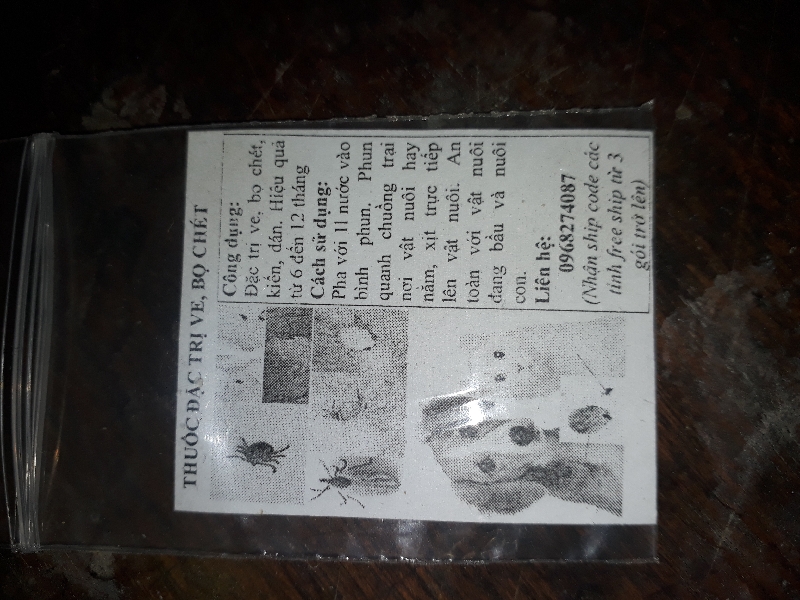 THUỐC ĐẶC TRỊ VE, BỌ CHÉT
Công dụng:
Đặc trị ve, bọ chét,
kiến, dán. Hiệu quả
từ 6 đến 12 tháng
Cách sử dụng:
Pha với 1l nước vào
bình phun. Phun
quanh chuồng trại
nơi vật nuôi hay
nằm, xịt trực tiếp
lên vật nuôi. An
toàn với vật nuôi
đang bầu và nuôi
con.
Liên hệ:
0968274087
(Nhận ship code các
tỉnh free ship từ 3
gói trở lên)